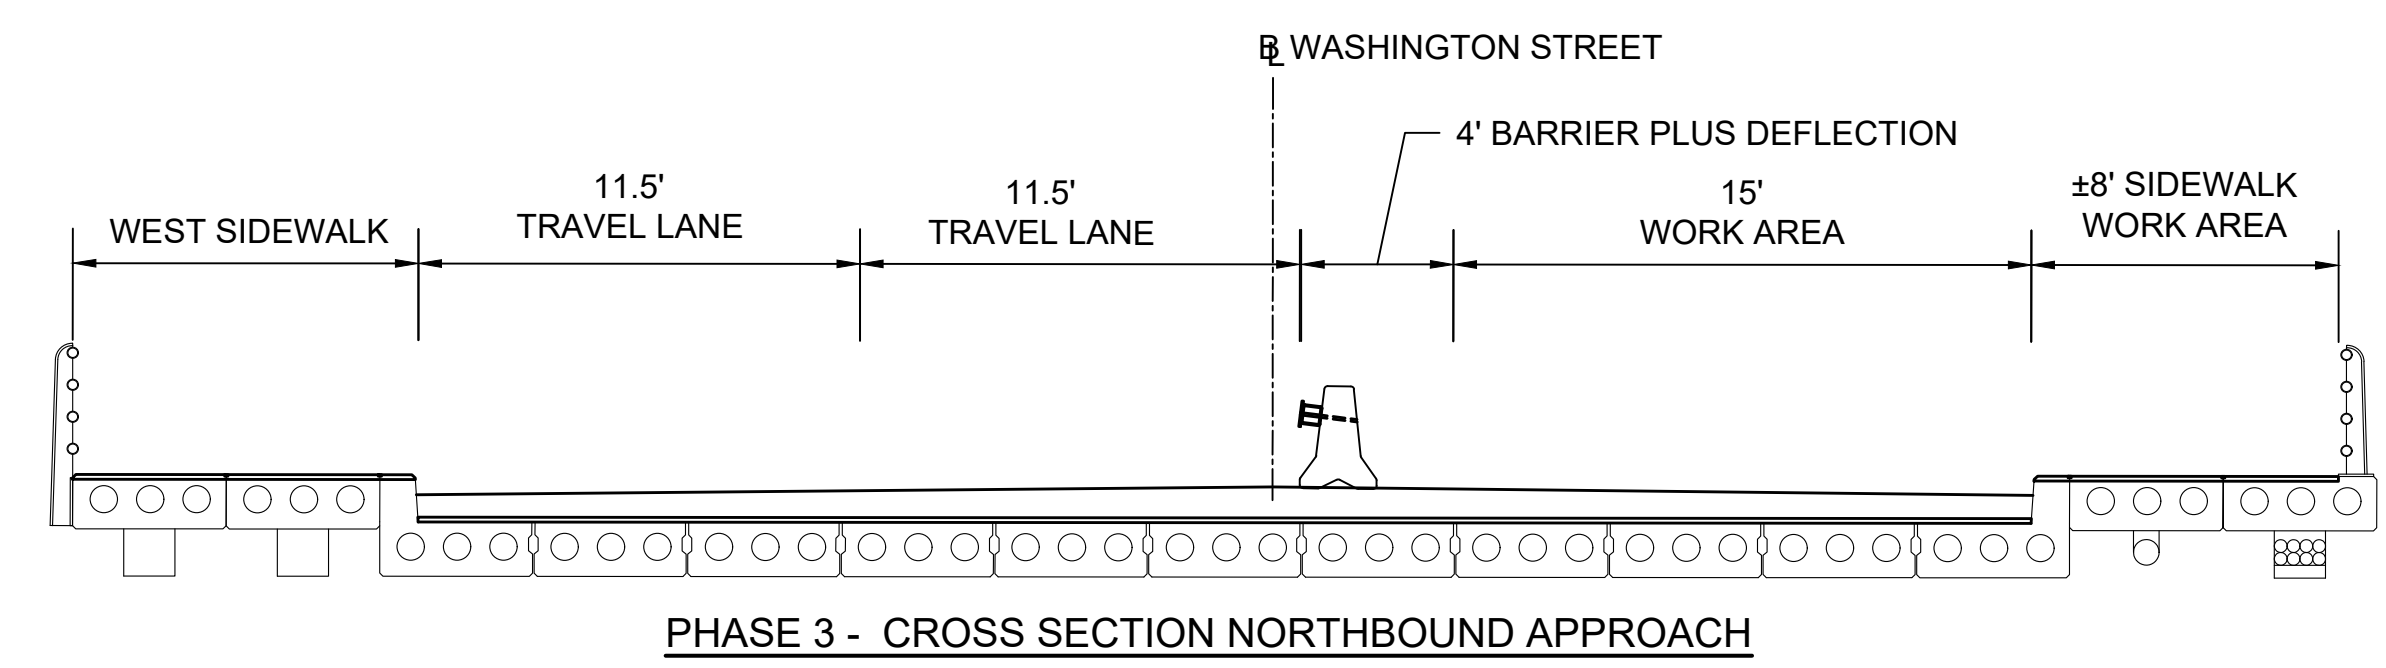 BL WASHINGTON STREET
4' BARRIER PLUS DEFLECTION
WEST SIDEWALK
11.5'
TRAVEL LANE
11.5'
TRAVEL LANE
15'
WORK AREA
±8' SIDEWALK
WORK AREA
PHASE 3 - CROSS SECTION NORTHBOUND APPROACH